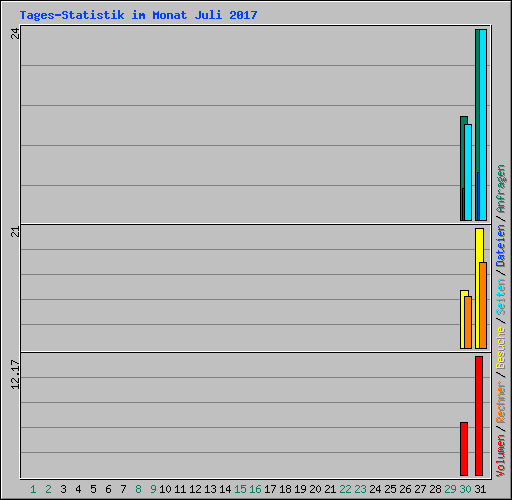 Tages-Statistik im Monat Juli 2017
24
21
12.17
Volumen / Rechner / Besuche / Seiten / Dateien / Anfragen
1 2 3 4 5 6 7 8 9 10 11 12 13 14 15 16 17 18 19 20 21 22 23 24 25 26 27 28 29 30 31